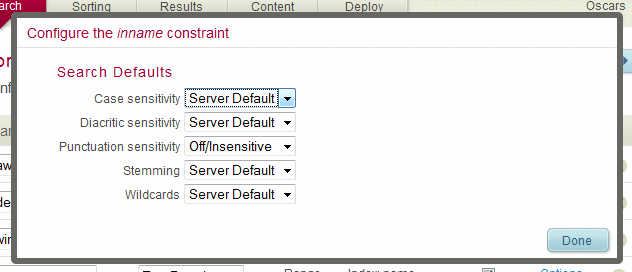 arch Sorting Results Content Deploy Oscars
Configure the inname constraint
Search Defaults
Case sensitivity Server Default
Diacritic sensitivity Server Default
Punctuation sensitivity Off/Insensitive
Stemming Server Default
Wildcards Server Default
Done